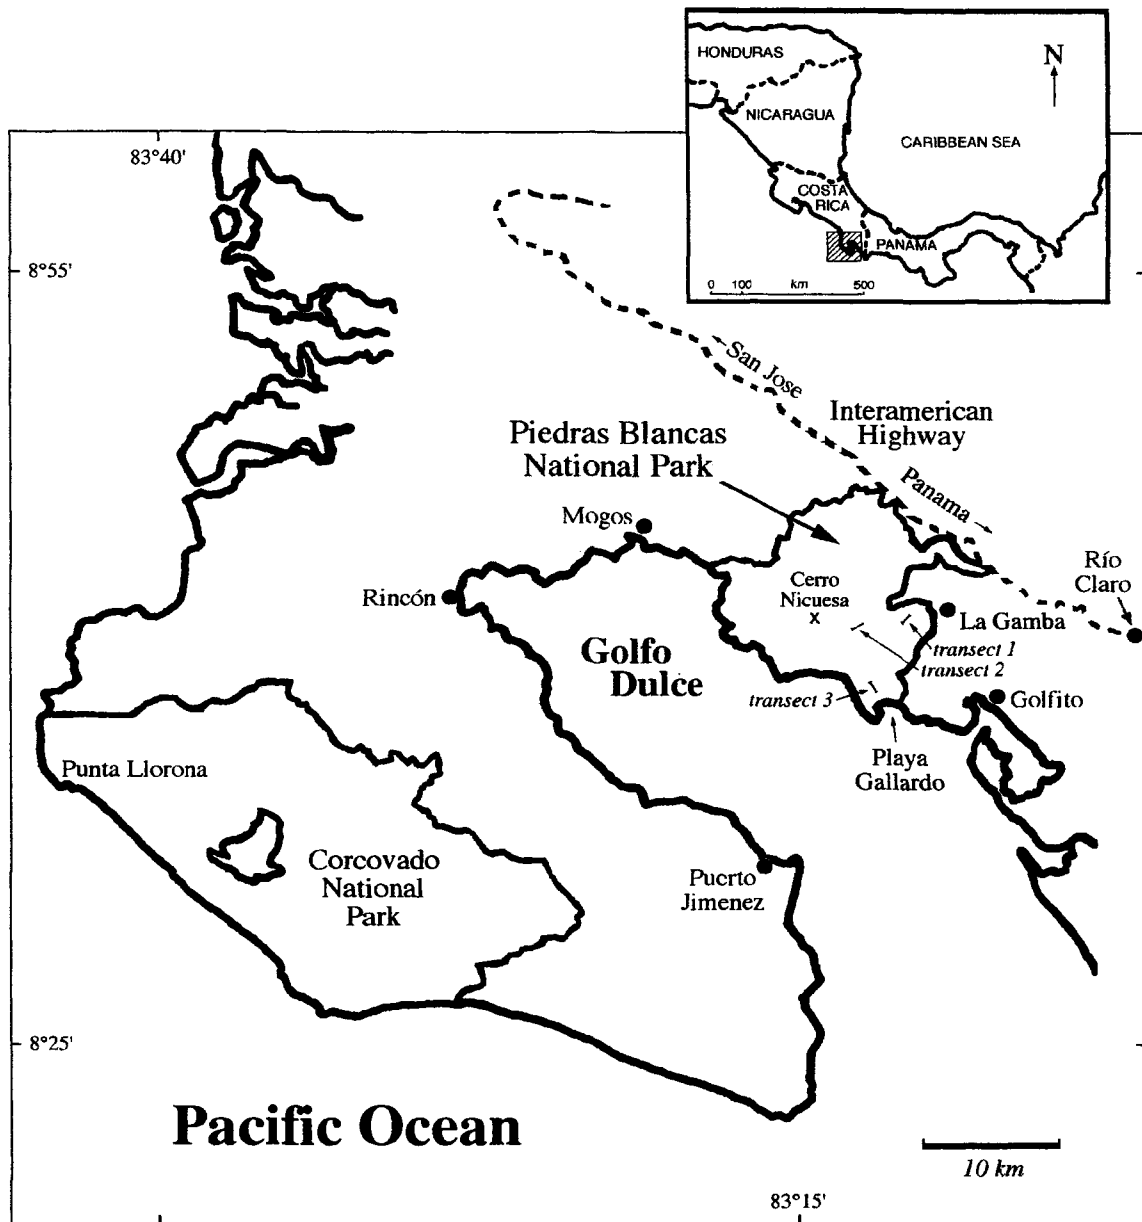 HONDURAS
N
NICARAGUA
CARIBBEAN SEA
COSTA
RICA
PANAMA
0 100 km 500
83°40'
8°55'
San Jose
Interamerican
Highway
Piedras Blancas
National Park
Panama
Mogos
Río
Claro
Cerro
Nicuesa
x
Rincón
La Gamba
transect 1
Golfo
Dulce
transect 2
transect 3
Golfito
Playa
Gallardo
Punta Llorona
Corcovado
National
Park
Puerto
Jimenez
8°25'
Pacific Ocean
10 km
83°15'